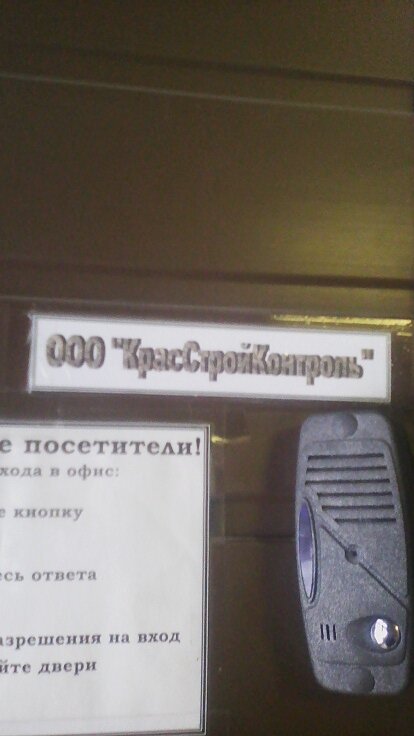 ООО "КрасСтройКонтроль"
е посетители!
хода в офис:
е кнопку
есь ответа
азрешения на вход
йте двери